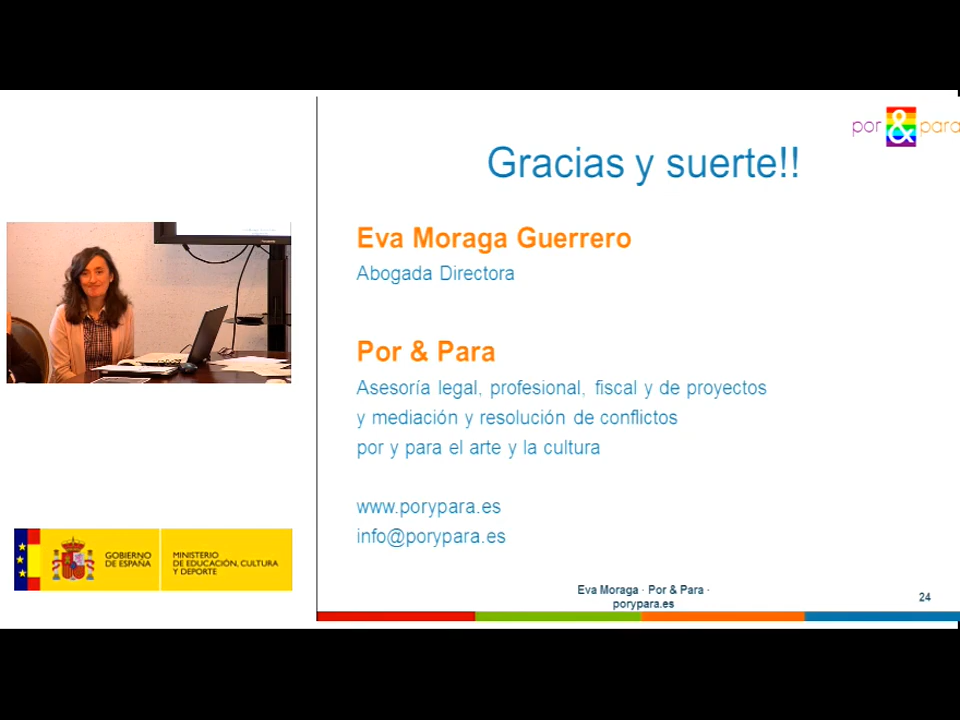 por & para
Gracias y suerte!!
Eva Moraga Guerrero
Abogada Directora
Por & Para
Asesoría legal, profesional, fiscal y de proyectos
y mediación y resolución de conflictos
por y para el arte y la cultura
www.porypara.es
info@porypara.es
GOBIERNO
DE ESPAÑA
MINISTERIO
DE EDUCACIÓN, CULTURA
Y DEPORTE
Eva Moraga · Por & Para ·
porypara.es
24